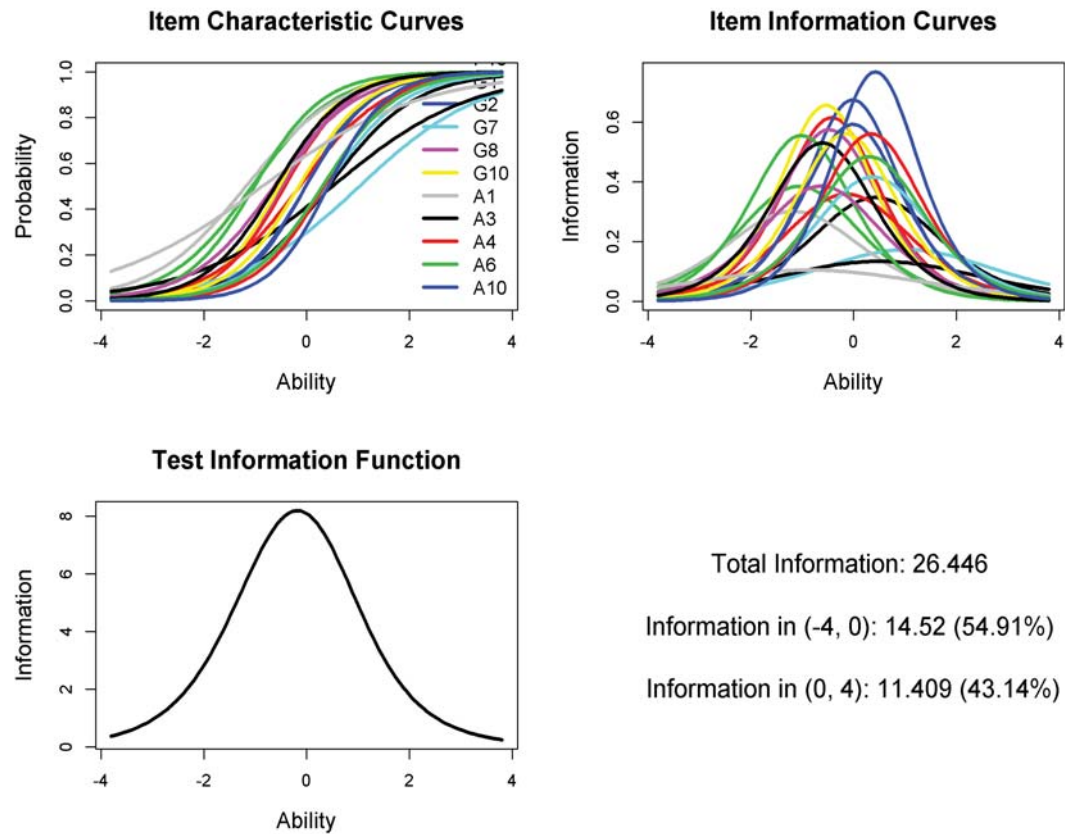 Item Characteristic Curves
Probability
1.0
0.8
0.6
0.4
0.2
0.0
G2
G7
G8
G10
A1
A3
A4
A6
A10
-4 -2 0 2 4
Ability
Item Information Curves
Information
0.6
0.4
0.2
0.0
-4 -2 0 2 4
Ability
Test Information Function
Information
8
6
4
2
0
-4 -2 0 2 4
Ability
Total Information: 26.446
Information in (-4, 0): 14.52 (54.91%)
Information in (0, 4): 11.409 (43.14%)